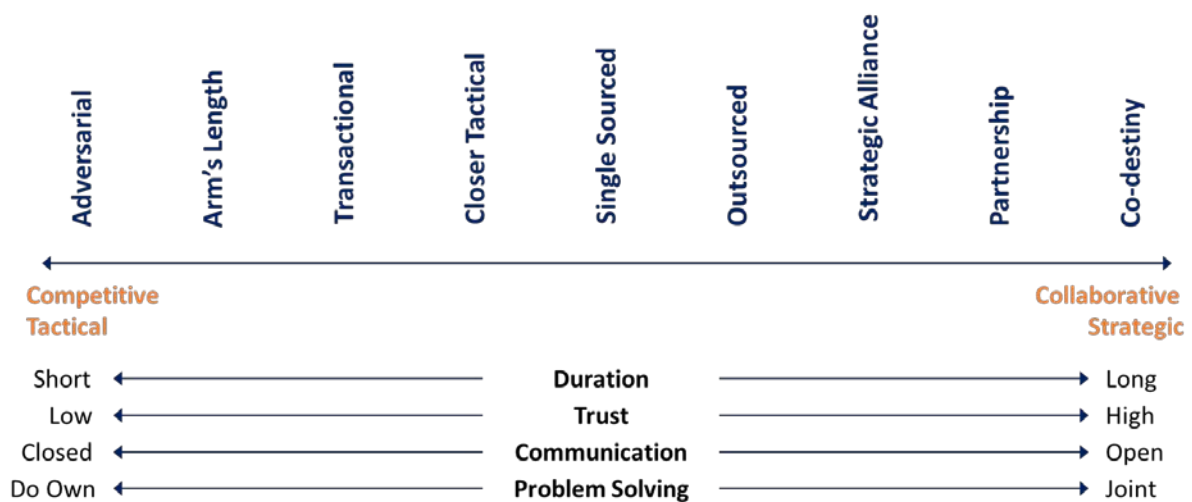 Adversarial
Arm's Length
Transactional
Closer Tactical
Single Sourced
Outsourced
Strategic Alliance
Partnership
Co-destiny
Competitive
Tactical
Collaborative
Strategic
Short Duration Long
Low Trust High
Closed Communication Open
Do Own Problem Solving Joint